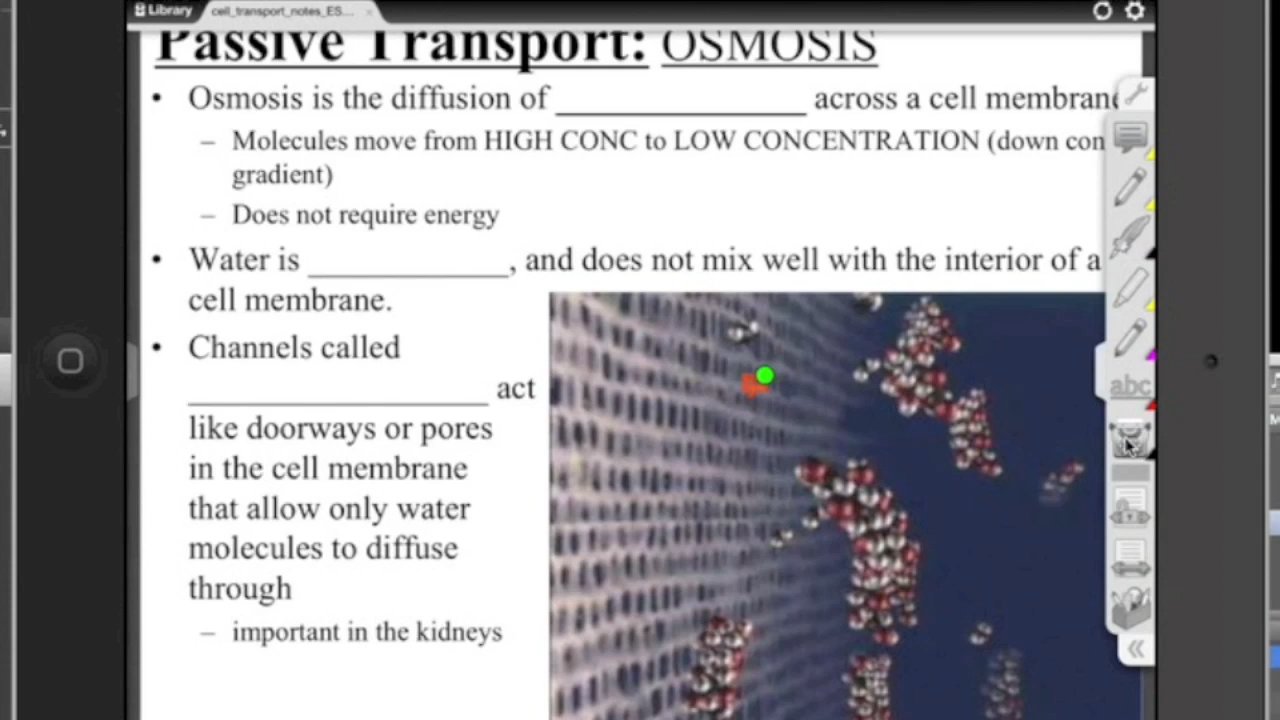 Library
cell_transport_notes_ES...
Passive Transport: OSMOSIS
• Osmosis is the diffusion of ________________ across a cell membrane
– Molecules move from HIGH CONC to LOW CONCENTRATION (down con
gradient)
– Does not require energy
• Water is _____________, and does not mix well with the interior of a
cell membrane.
• Channels called
____________________ act
like doorways or pores
in the cell membrane
that allow only water
molecules to diffuse
through
– important in the kidneys
abc